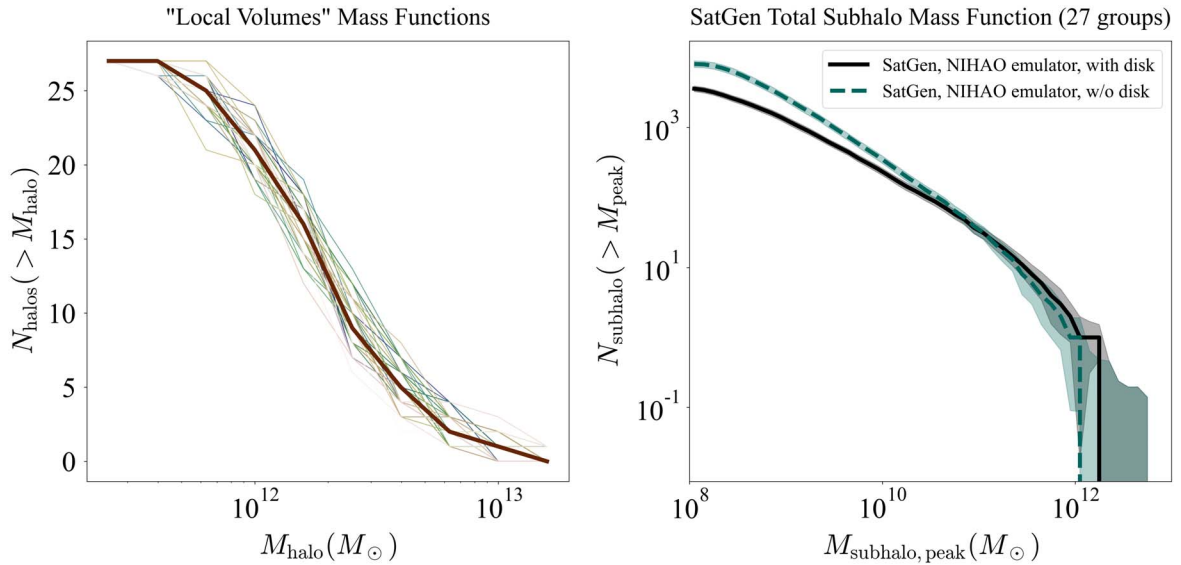 "Local Volumes" Mass Functions
N_halos(> M_halo)
25
20
15
10
5
0
10^12
10^13
M_halo(M_⊙)
SatGen Total Subhalo Mass Function (27 groups)
SatGen, NIHAO emulator, with disk
SatGen, NIHAO emulator, w/o disk
N_subhalo(> M_peak)
10^3
10^1
10^-1
10^8
10^10
10^12
M_subhalo,peak(M_⊙)